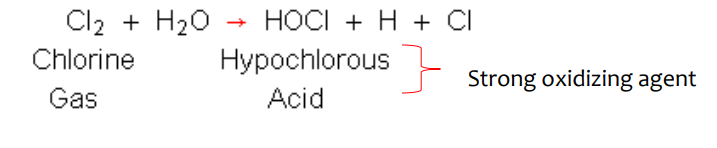 Cl₂ + H₂O → HOCl + H + Cl
Chlorine Hypochlorous
Gas Acid
Strong oxidizing agent